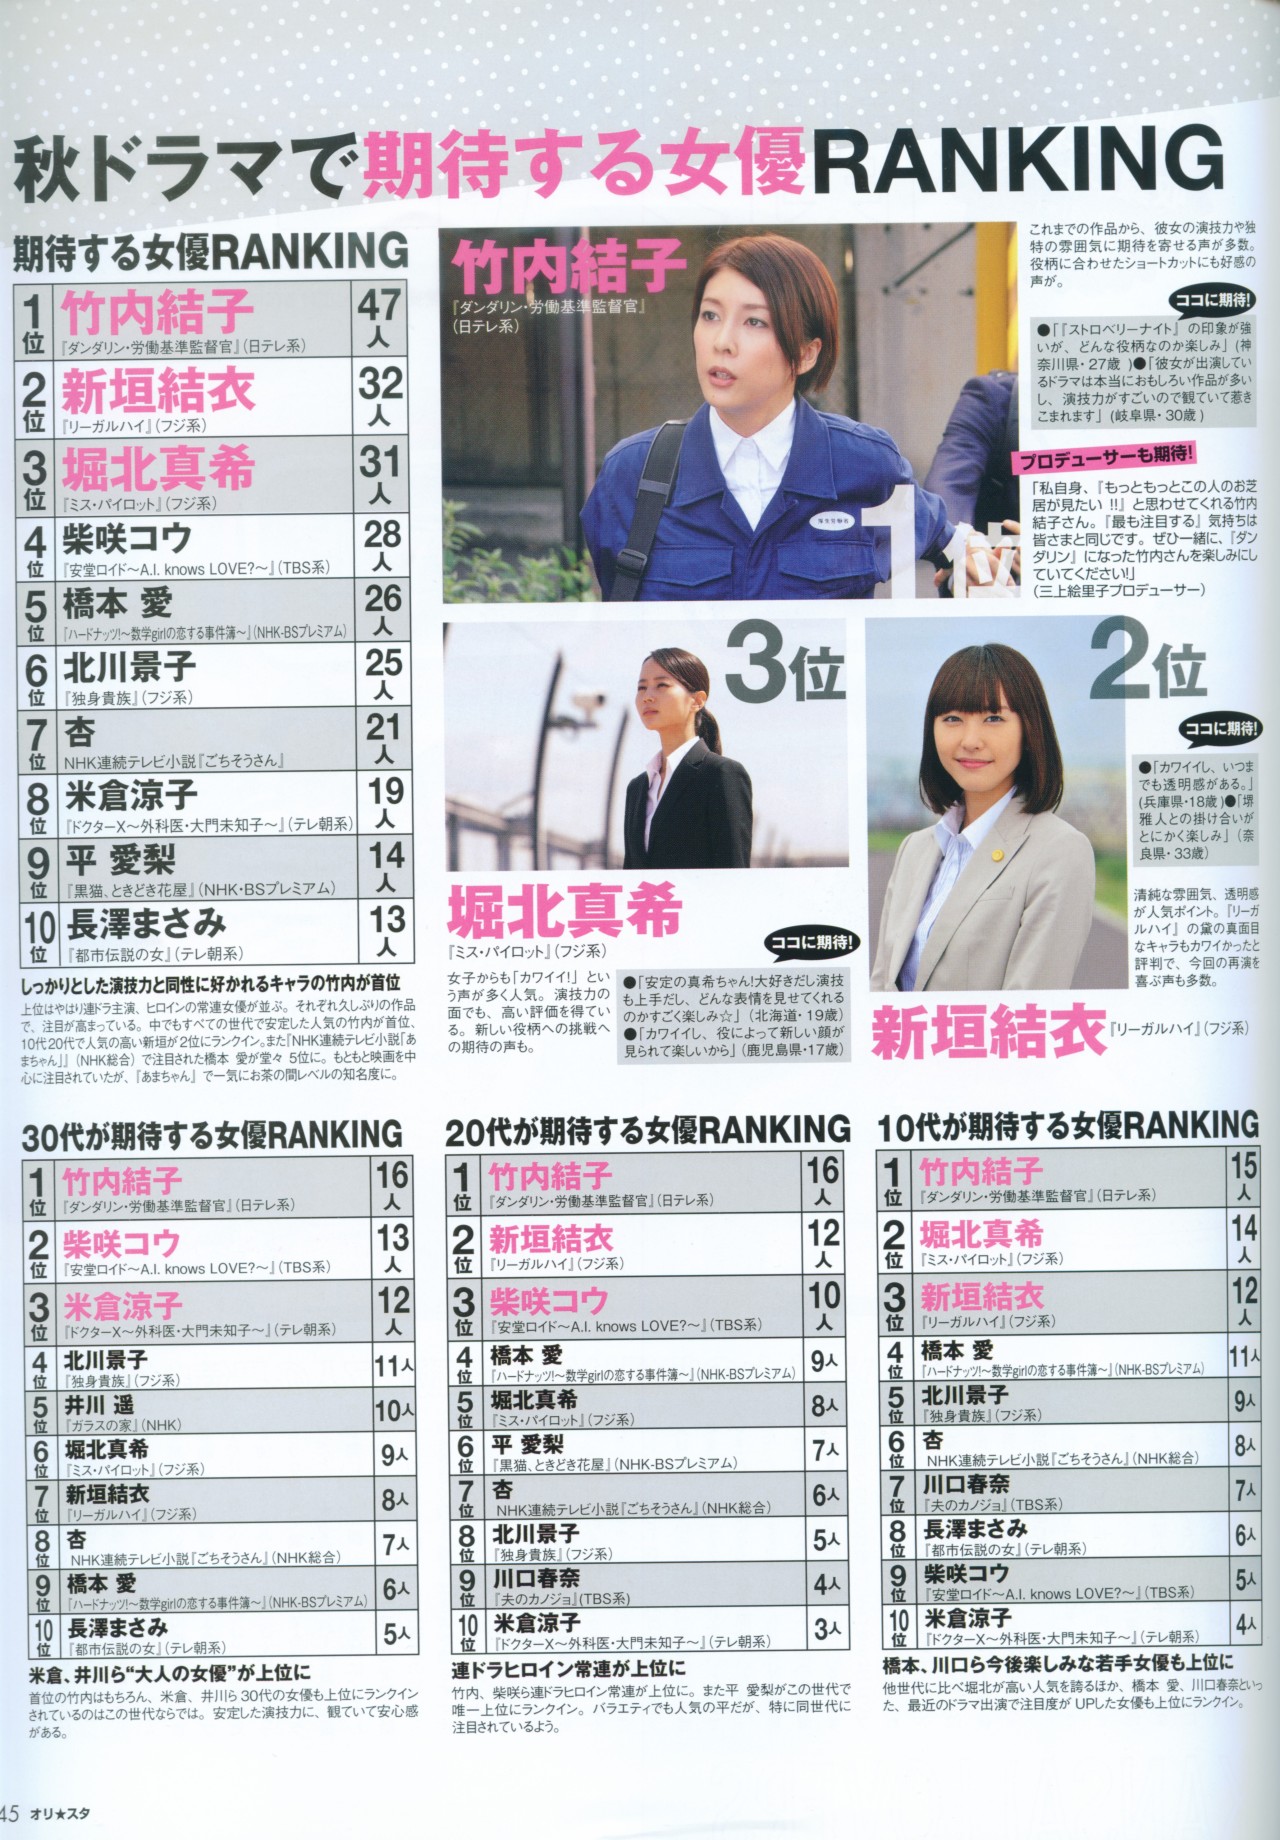 秋ドラマで期待する女優RANKING
期待する女優RANKING
1位 竹内結子 47人
『ダンダリン・労働基準監督官』(日テレ系)
2位 新垣結衣 32人
『リーガルハイ』(フジ系)
3位 堀北真希 31人
『ミス・パイロット』(フジ系)
4位 柴咲コウ 28人
『安堂ロイド〜A.I. knows LOVE?〜』(TBS系)
5位 橋本 愛 26人
『ハードナッツ!〜数学girlの恋する事件簿〜』(NHK-BSプレミアム)
6位 北川景子 25人
『独身貴族』(フジ系)
7位 杏 21人
NHK連続テレビ小説『ごちそうさん』
8位 米倉涼子 19人
『ドクターX〜外科医・大門未知子〜』(テレ朝系)
9位 平 愛梨 14人
『黒猫、ときどき花屋』(NHK・BSプレミアム)
10位 長澤まさみ 13人
『都市伝説の女』(テレ朝系)
しっかりとした演技力と同性に好かれるキャラの竹内が首位
上位はやはり連ドラ主演、ヒロインの常連女優が並ぶ。それぞれ久しぶりの作品
で、注目が高まっている。中でもすべての世代で安定した人気の竹内が首位、
10代20代で人気の高い新垣が2位にランクイン。また『NHK連続テレビ小説「あ
まちゃん」』(NHK総合)で注目された橋本 愛が堂々 5位に。もともと映画を中
心に注目されていたが、『あまちゃん』で一気にお茶の間レベルの知名度に。
竹内結子
『ダンダリン・労働基準監督官』
(日テレ系)
1位
これまでの作品から、彼女の演技力や独
特の雰囲気に期待を寄せる声が多数。
役柄に合わせたショートカットにも好感の
声が。
ココに期待!
●「『ストロベリーナイト』の印象が強
いが、どんな役柄なのか楽しみ」(神
奈川県・27歳 )●「彼女が出演してい
るドラマは本当におもしろい作品が多い
し、演技力がすごいので観ていて惹き
こまれます」(岐阜県・30歳 )
プロデューサーも期待!
「私自身、『もっともっとこの人のお芝
居が見たい !!』と思わせてくれる竹内
結子さん。『最も注目する』気持ちは
皆さまと同じです。ぜひ一緒に、『ダン
ダリン』になった竹内さんを楽しみにし
ていてください!」
(三上絵里子プロデューサー)
3位
堀北真希
『ミス・パイロット』(フジ系)
女子からも「カワイイ!」とい
う声が多く人気。演技力の
面でも、高い評価を得てい
る。新しい役柄への挑戦へ
の期待の声も。
ココに期待!
●「安定の真希ちゃん!大好きだし演技
も上手だし、どんな表情を見せてくれる
のかすごく楽しみ☆」(北海道・19歳)
●「カワイイし、役によって新しい顔が
見られて楽しいから」(鹿児島県・17歳)
2位
ココに期待!
●「カワイイし、いつま
でも透明感がある。」
(兵庫県・18歳)●「堺
雅人との掛け合いが
とにかく楽しみ」(奈
良県・33歳)
清純な雰囲気、透明感
が人気ポイント。『リーガ
ルハイ』の黛の真面目
なキャラもカワイかったと
評判で、今回の再演を
喜ぶ声も多数。
新垣結衣『リーガルハイ』(フジ系)
30代が期待する女優RANKING
1位 竹内結子 16人
『ダンダリン・労働基準監督官』(日テレ系)
2位 柴咲コウ 13人
『安堂ロイド〜A.I. knows LOVE?〜』(TBS系)
3位 米倉涼子 12人
『ドクターX〜外科医・大門未知子〜』(テレ朝系)
4位 北川景子 11人
『独身貴族』(フジ系)
5位 井川 遥 10人
『ガラスの家』(NHK)
6位 堀北真希 9人
『ミス・パイロット』(フジ系)
7位 新垣結衣 8人
『リーガルハイ』(フジ系)
8位 杏 7人
NHK連続テレビ小説『ごちそうさん』(NHK総合)
9位 橋本 愛 6人
『ハードナッツ!〜数学girlの恋する事件簿〜』(NHK-BSプレミアム)
10位 長澤まさみ 5人
『都市伝説の女』(テレ朝系)
米倉、井川ら“大人の女優”が上位に
首位の竹内はもちろん、米倉、井川ら30代の女優も上位にランクイン
されているのはこの世代ならでは。安定した演技力に、観ていて安心感
がある。
20代が期待する女優RANKING
1位 竹内結子 16人
『ダンダリン・労働基準監督官』(日テレ系)
2位 新垣結衣 12人
『リーガルハイ』(フジ系)
3位 柴咲コウ 10人
『安堂ロイド〜A.I. knows LOVE?〜』(TBS系)
4位 橋本 愛 9人
『ハードナッツ!〜数学girlの恋する事件簿〜』(NHK-BSプレミアム)
5位 堀北真希 8人
『ミス・パイロット』(フジ系)
6位 平 愛梨 7人
『黒猫、ときどき花屋』(NHK-BSプレミアム)
7位 杏 6人
NHK連続テレビ小説『ごちそうさん』(NHK総合)
8位 北川景子 5人
『独身貴族』(フジ系)
9位 川口春奈 4人
『夫のカノジョ』(TBS系)
10位 米倉涼子 3人
『ドクターX〜外科医・大門未知子〜』(テレ朝系)
連ドラヒロイン常連が上位に
竹内、柴咲ら連ドラヒロイン常連が上位に。また平 愛梨がこの世代で
唯一上位にランクイン。バラエティでも人気の平だが、特に同世代に
注目されているよう。
10代が期待する女優RANKING
1位 竹内結子 15人
『ダンダリン・労働基準監督官』(日テレ系)
2位 堀北真希 14人
『ミス・パイロット』(フジ系)
3位 新垣結衣 12人
『リーガルハイ』(フジ系)
4位 橋本 愛 11人
『ハードナッツ!〜数学girlの恋する事件簿〜』(NHK-BSプレミアム)
5位 北川景子 9人
『独身貴族』(フジ系)
6位 杏 8人
NHK連続テレビ小説『ごちそうさん』(NHK総合)
7位 川口春奈 7人
『夫のカノジョ』(TBS系)
8位 長澤まさみ 6人
『都市伝説の女』(テレ朝系)
9位 柴咲コウ 5人
『安堂ロイド〜A.I. knows LOVE?〜』(TBS系)
10位 米倉涼子 4人
『ドクターX〜外科医・大門未知子〜』(テレ朝系)
橋本、川口ら今後楽しみな若手女優も上位に
他世代に比べ堀北が高い人気を誇るほか、橋本 愛、川口春奈といっ
た、最近のドラマ出演で注目度が UPした女優も上位にランクイン。
45 オリ★スタ